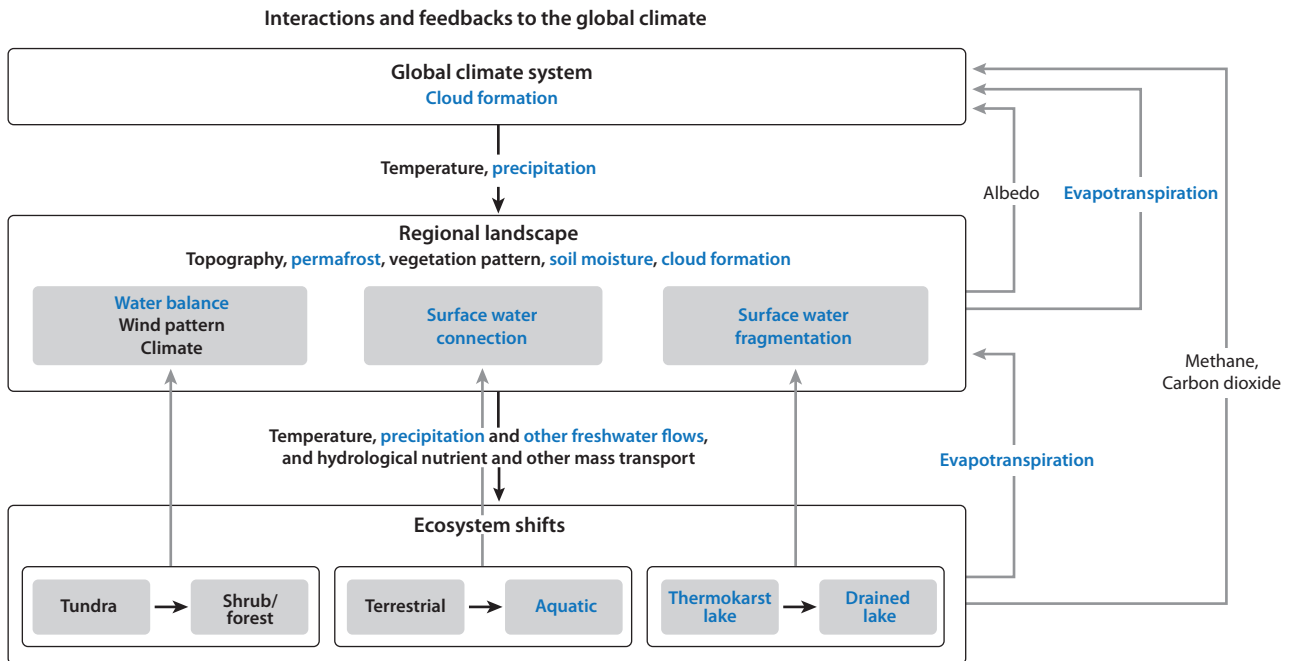 Interactions and feedbacks to the global climate
Global climate system
Cloud formation
Temperature, precipitation
Albedo
Evapotranspiration
Regional landscape
Topography, permafrost, vegetation pattern, soil moisture, cloud formation
Water balance
Wind pattern
Climate
Surface water
connection
Surface water
fragmentation
Methane,
Carbon dioxide
Temperature, precipitation and other freshwater flows,
and hydrological nutrient and other mass transport
Evapotranspiration
Ecosystem shifts
Tundra
Shrub/
forest
Terrestrial
Aquatic
Thermokarst
lake
Drained
lake